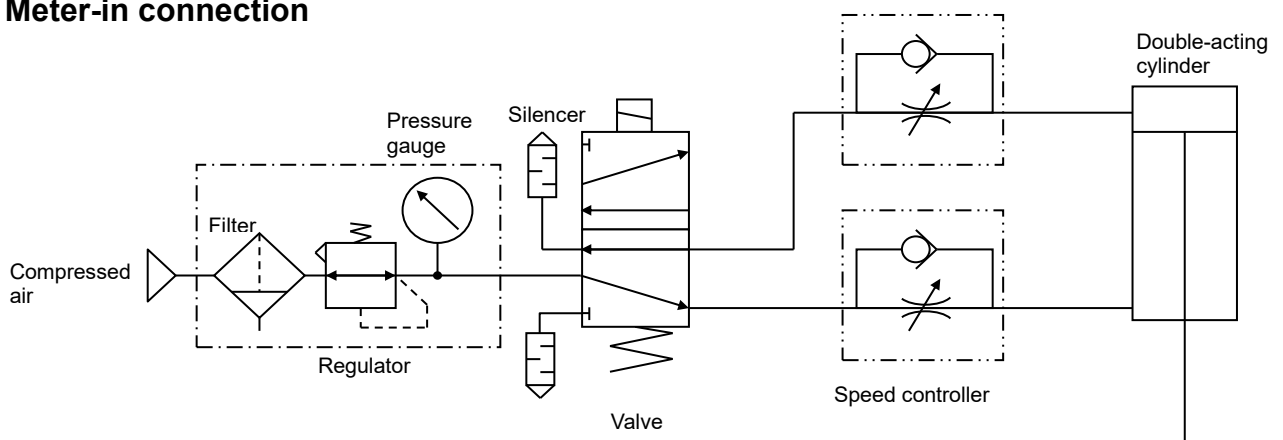 Meter-in connection
Double-acting
cylinder
Silencer
Pressure
gauge
Filter
Compressed
air
Regulator
Speed controller
Valve